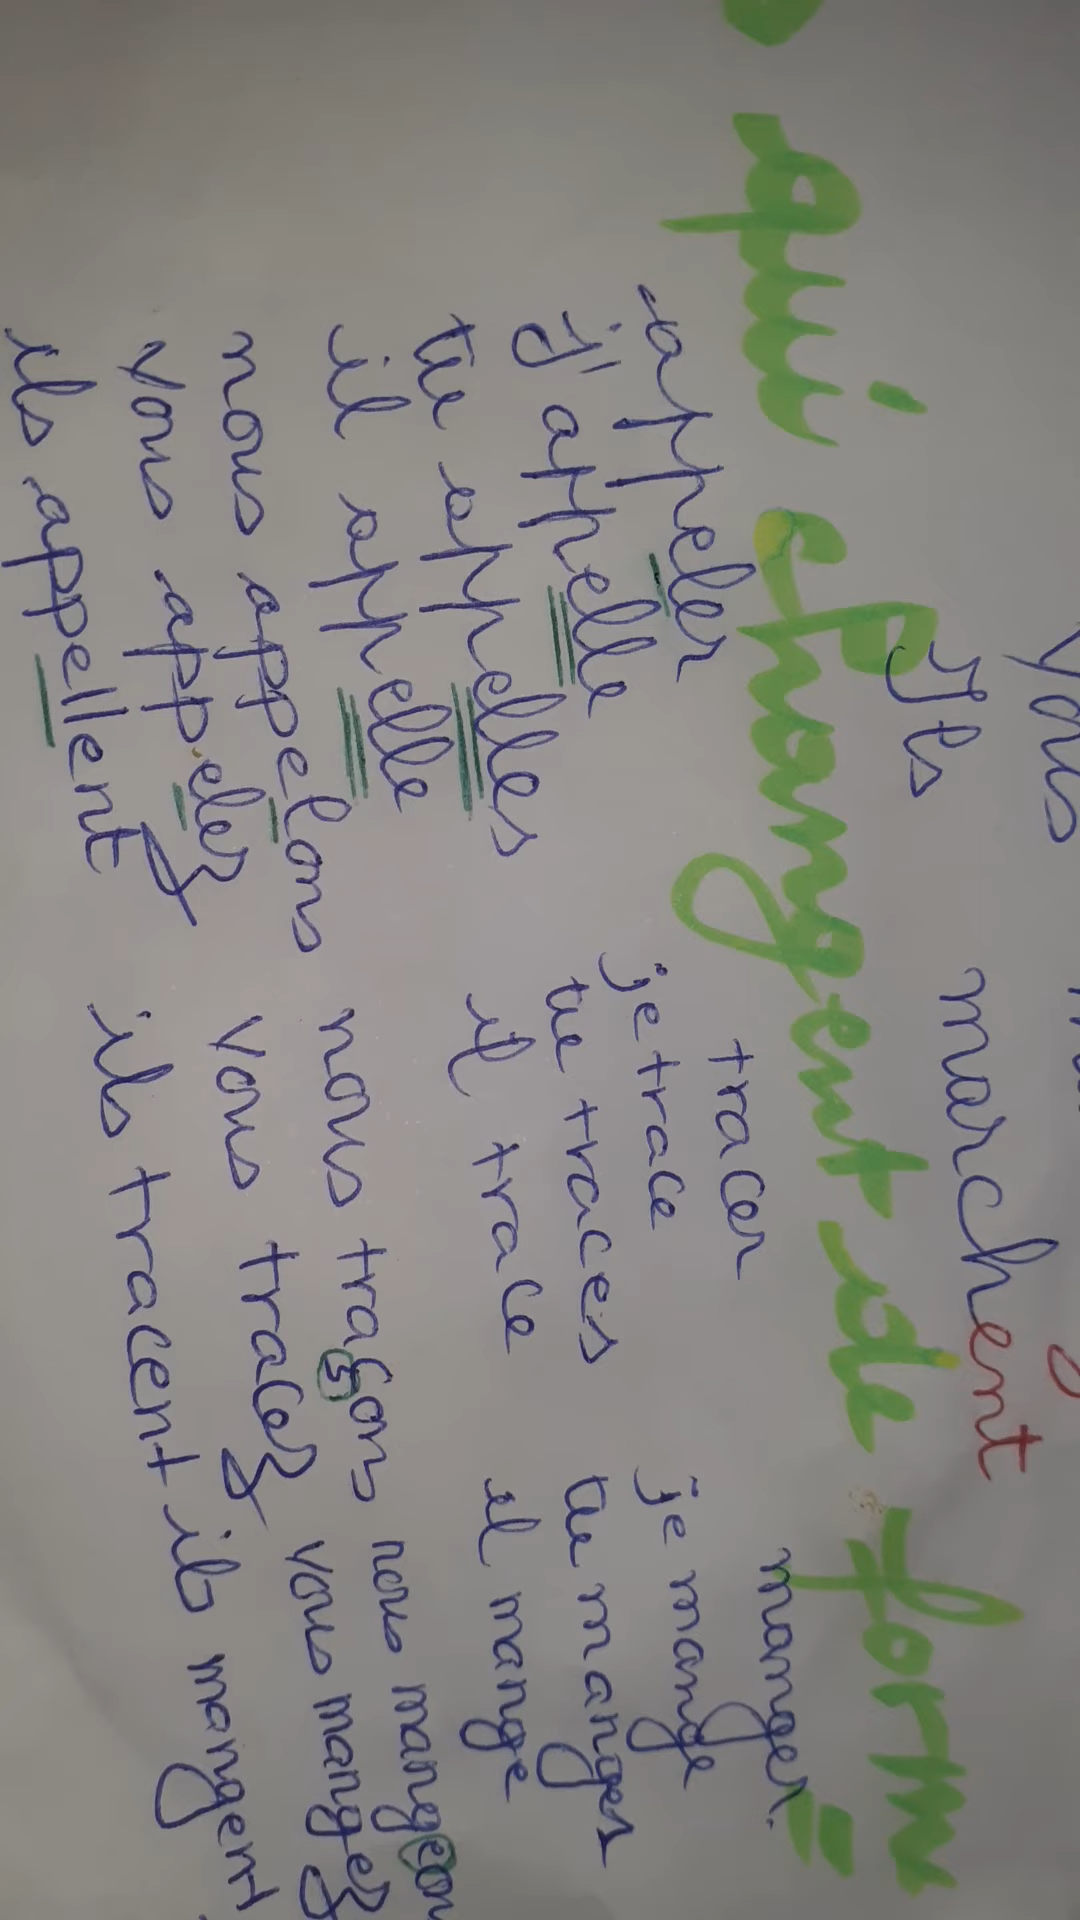 vous
Ils marchent
qui changent de form
appeler
j'appelle
tu appelles
il appelle
nous appelons
vous appelez
ils appellent
tracer
je trace
tu traces
il trace
nous traçons
vous tracez
ils tracent
manger
je mange
tu manges
il mange
nous mangeon
vous mangez
ils mangent